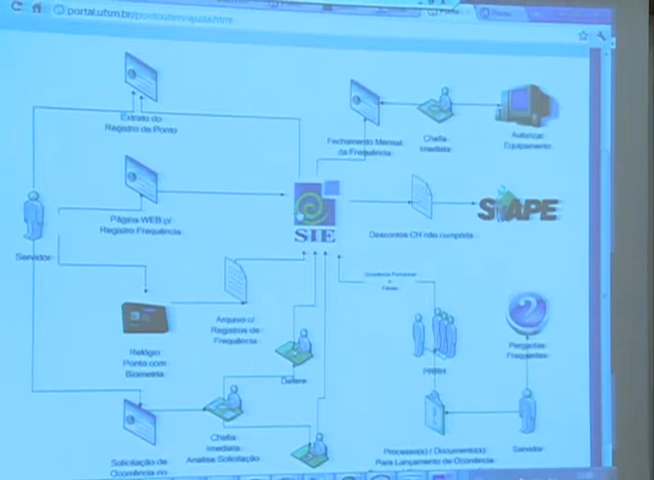 portal.ufsm.br/pontoufsm/ajuda.html
Extrato do
Registro de Ponto
Fechamento Mensal
da Frequência
Chefia
Imediata
Autorizar
Equipamento
Página WEB p/
Registro Frequência
SIE
Descontos CH não cumprida
SIAPE
Servidor
Arquivo c/
Registros de
Frequência
Relógio
Ponto com
Biometria
Defere
Perguntas
Frequentes
PRRH
Chefia
Imediata
Analisa Solicitação
Solicitação de
Ocorrência no
Processo(s) / Documento(s)
Para Lançamento de Ocorrência
Servidor